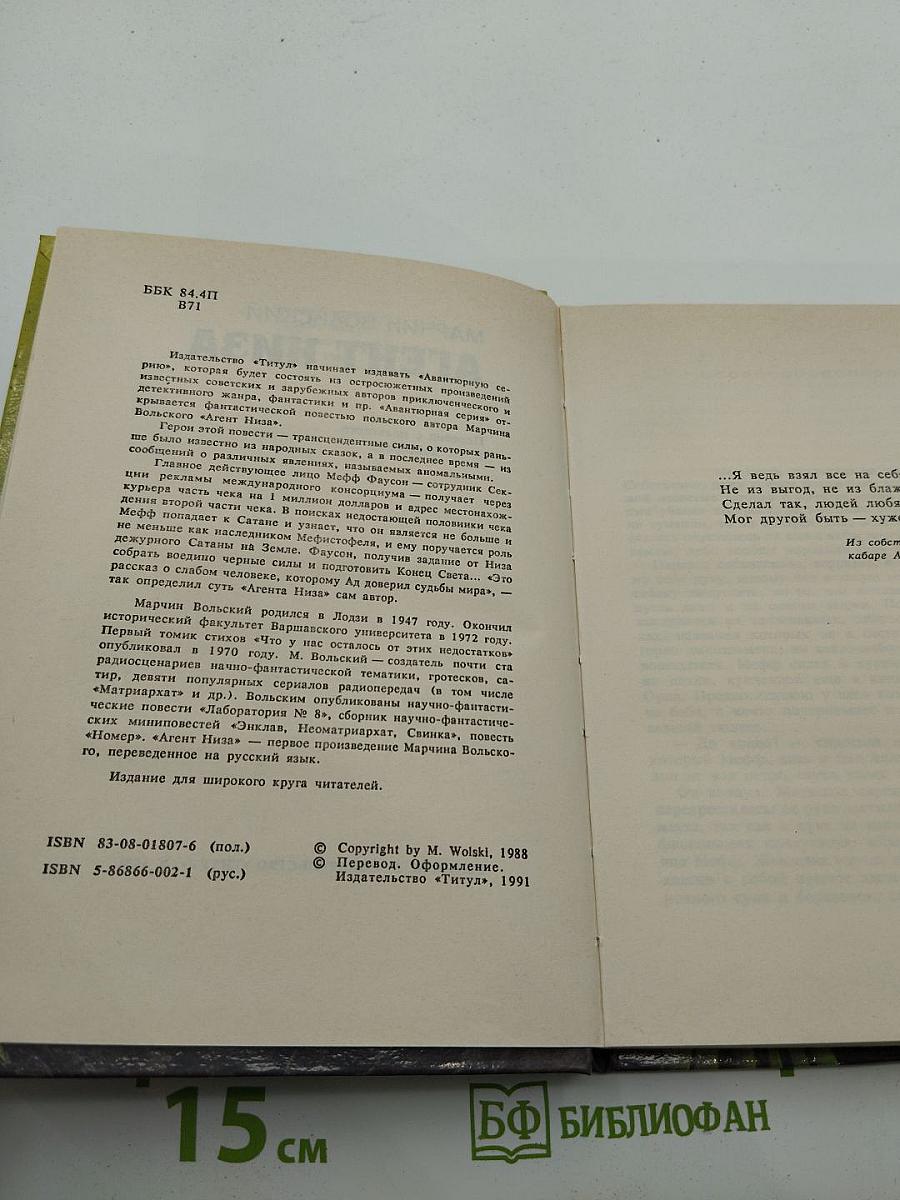 ББК 84.4П
В71
Издательство «Титул» начинает издавать «Авантюрную се-
рию», которая будет состоять из остросюжетных произведений
известных советских и зарубежных авторов приключенческого и
детективного жанра, фантастики и пр. «Авантюрная серия» от-
крывается фантастической повестью польского автора Марчина
Вольского «Агент Низа».
Герои этой повести — трансцендентные силы, о которых рань-
ше было известно из народных сказок, а в последнее время — из
сообщений о различных явлениях, называемых аномальными.
Главное действующее лицо Мефф Фаусон — сотрудник Сек-
ции рекламы международного консорциума — получает через
курьера часть чека на 1 миллион долларов и адрес местонахож-
дения второй части чека. В поисках недостающей половинки чека
Мефф попадает к Сатане и узнает, что он является не больше и
не меньше как наследником Мефистофеля, и ему поручается роль
дежурного Сатаны на Земле. Фаусон, получив задание от Низа
собрать воедино черные силы и подготовить Конец Света... «Это
рассказ о слабом человеке, которому Ад доверил судьбы мира», —
так определил суть «Агента Низа» сам автор.
Марчин Вольский родился в Лодзи в 1947 году. Окончил
исторический факультет Варшавского университета в 1972 году.
Первый томик стихов «Что у нас осталось от этих недостатков»
опубликовал в 1970 году. М. Вольский — создатель почти ста
радиосценариев начно-фантастической тематики, гротесков, са-
тир, девяти популярных сериалов радиопередач (в том числе
«Матриархат» и др.). Вольским опубликованы научно-фантасти-
ческие повести «Лаборатория № 8», сборник научно-фантастиче-
ских миниповестей «Энклав, Неоматриархат, Свинка», повесть
«Номер». «Агент Низа» — первое произведение Марчина Вольско-
го, переведенное на русский язык.
Издание для широкого круга читателей.
ISBN 83-08-01807-6 (пол.)
ISBN 5-86866-002-1 (рус.)
© Copyright by M. Wolski, 1988
© Перевод. Оформление.
Издательство «Титул», 1991
...Я ведь взял все на себ
Не из выгод, не из блаж
Сделал так, людей любя
Мог другой быть — хуже
Из собст
кабаре А
15 см
БФ БИБЛИОФАН